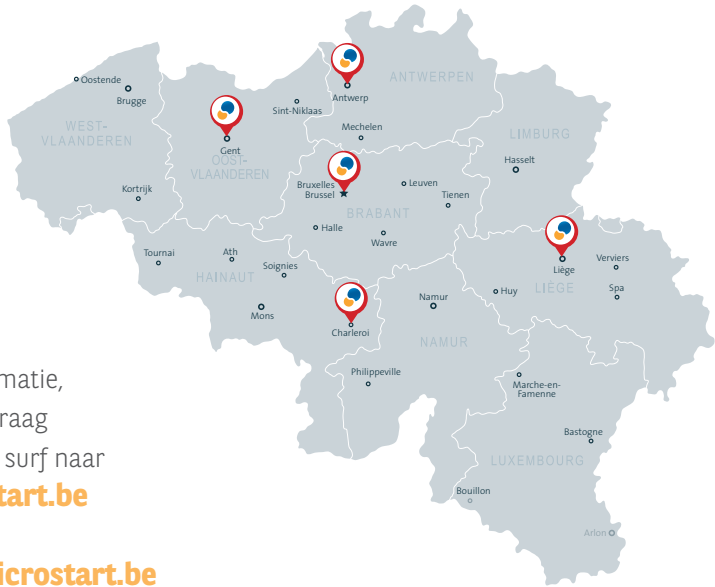 ANTWERPEN
Antwerp
Oostende
Brugge
Sint-Niklaas
WEST-
VLAANDEREN
Gent
OOST-
VLAANDEREN
Mechelen
LIMBURG
Hasselt
Kortrijk
Bruxelles
Brussel
Leuven
Tienen
BRABANT
Halle
Wavre
Tournai
Ath
HAINAUT
Soignies
Mons
Charleroi
Namur
Huy
Liège
LIÈGE
Verviers
Spa
NAMUR
Philippeville
Marche-en-
Famenne
Bastogne
LUXEMBOURG
Bouillon
Arlon
matie,
raag
surf naar
tart.be
icrostart.be